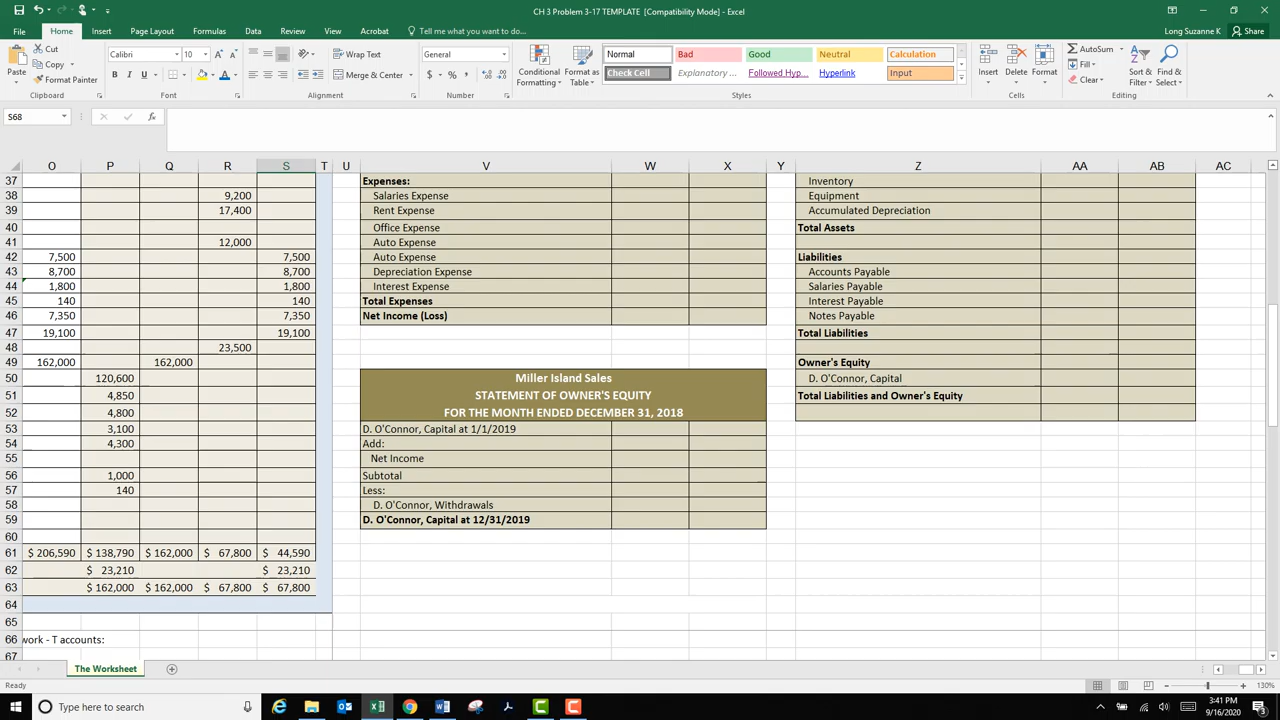 CH 3 Problem 3-17 TEMPLATE [Compatibility Mode] - Excel
File Home Insert Page Layout Formulas Data Review View Acrobat Tell me what you want to do... Long Suzanne K Share
Cut
Copy
Format Painter
Paste
Clipboard
Calibri 10
B I U
Font
Wrap Text
Merge & Center
Alignment
General
$ % ,
Number
Conditional Formatting
Format as Table
Normal Bad Good Neutral Calculation
Check Cell Explanatory ... Followed Hyp... Hyperlink Input
Styles
Insert Delete Format
Cells
AutoSum
Fill
Clear
Sort & Filter
Find & Select
Editing
S68 fx
O P Q R S T U V W X Y Z AA AB AC
37 Expenses: Inventory
38 9,200 Salaries Expense Equipment
39 17,400 Rent Expense Accumulated Depreciation
40 Office Expense Total Assets
41 12,000 Auto Expense
42 7,500 7,500 Auto Expense Liabilities
43 8,700 8,700 Depreciation Expense Accounts Payable
44 1,800 1,800 Interest Expense Salaries Payable
45 140 140 Total Expenses Interest Payable
46 7,350 7,350 Net Income (Loss) Notes Payable
47 19,100 19,100 Total Liabilities
48 23,500
49 162,000 162,000 Owner's Equity
50 120,600 Miller Island Sales D. O'Connor, Capital
51 4,850 STATEMENT OF OWNER'S EQUITY Total Liabilities and Owner's Equity
52 4,800 FOR THE MONTH ENDED DECEMBER 31, 2018
53 3,100 D. O'Connor, Capital at 1/1/2019
54 4,300 Add:
55 Net Income
56 1,000 Subtotal
57 140 Less:
58 D. O'Connor, Withdrawals
59 D. O'Connor, Capital at 12/31/2019
60
61 $ 206,590 $ 138,790 $ 162,000 $ 67,800 $ 44,590
62 $ 23,210 $ 23,210
63 $ 162,000 $ 162,000 $ 67,800 $ 67,800
64
65
66 work - T accounts:
67
The Worksheet
Ready 130%
Type here to search
3:41 PM
9/16/2020